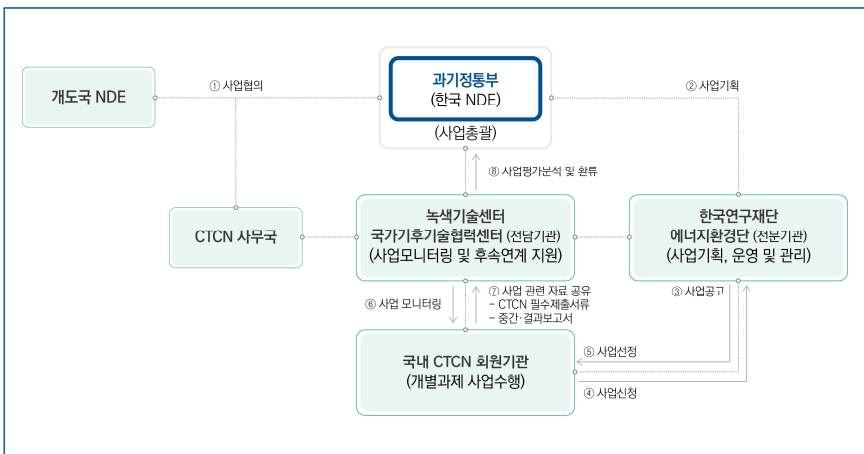 개도국 NDE
① 사업협의
과기정통부
(한국 NDE)
(사업총괄)
② 사업기획
⑧ 사업평가분석 및 환류
CTCN 사무국
녹색기술센터
국가기후기술협력센터 (전담기관)
(사업모니터링 및 후속연계 지원)
한국연구재단
에너지환경단 (전문기관)
(사업기획, 운영 및 관리)
⑥ 사업 모니터링
⑦ 사업 관련 자료 공유
- CTCN 필수제출서류
- 중간·결과보고서
③ 사업공고
국내 CTCN 회원기관
(개별과제 사업수행)
⑤ 사업선정
④ 사업신청